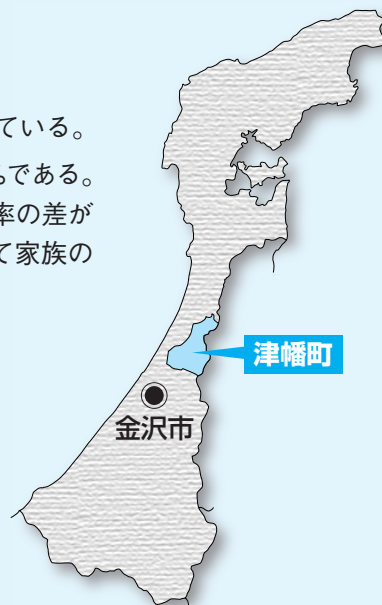 ている。
である。
率の差が
て家族の
津幡町
金沢市